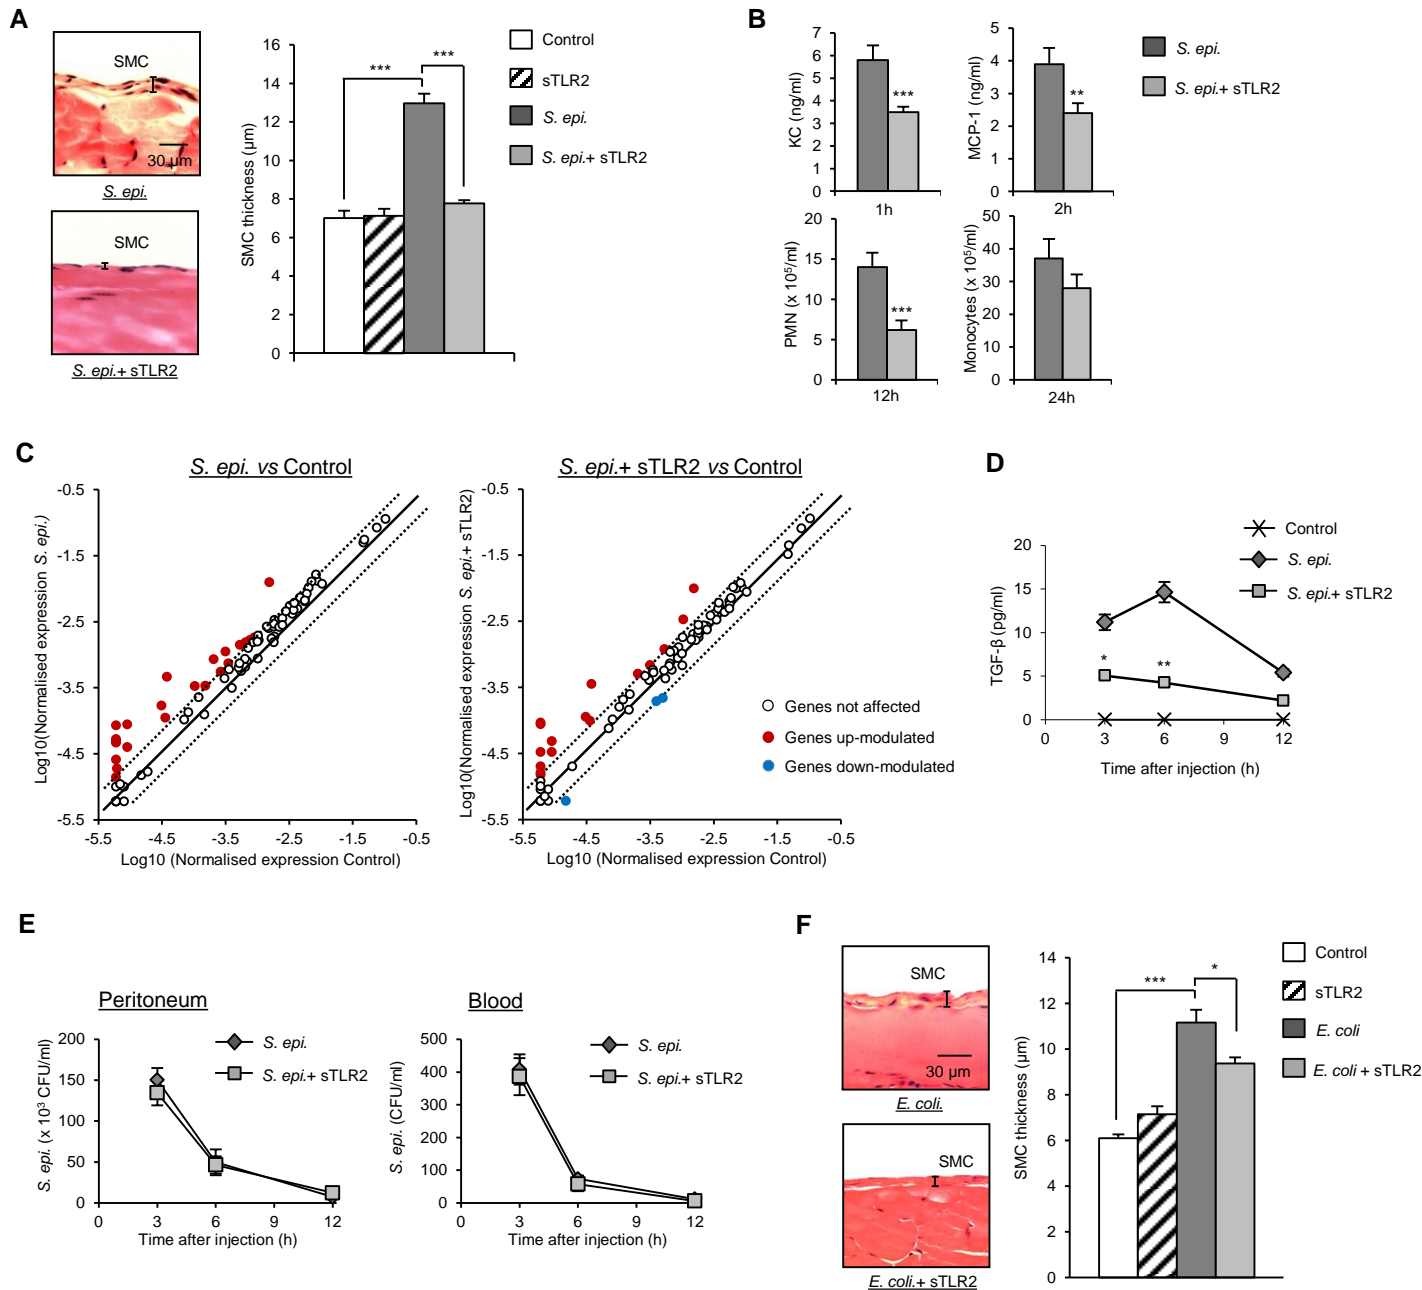 A
SMC
30 µm
S. epi.
SMC
S. epi.+ sTLR2
SMC thickness (µm)
16
14
12
10
8
6
4
2
0
***
***
Control
sTLR2
S. epi.
S. epi.+ sTLR2
B
KC (ng/ml)
7
6
5
4
3
2
1
0
***
1h
MCP-1 (ng/ml)
5
4
3
2
1
0
**
2h
S. epi.
S. epi.+ sTLR2
PMN (x 10⁵/ml)
20
15
10
5
0
***
12h
Monocytes (x 10⁵/ml)
50
40
30
20
10
0
24h
C
S. epi. vs Control
Log10(Normalised expression S. epi.)
-0.5
-1.5
-2.5
-3.5
-4.5
-5.5
-5.5 -4.5 -3.5 -2.5 -1.5 -0.5
Log10 (Normalised expression Control)
S. epi.+ sTLR2 vs Control
Log10(Normalised expression S. epi.+ sTLR2)
-0.5
-1.5
-2.5
-3.5
-4.5
-5.5
-5.5 -4.5 -3.5 -2.5 -1.5 -0.5
Log10 (Normalised expression Control)
Genes not affected
Genes up-modulated
Genes down-modulated
D
Control
S. epi.
S. epi.+ sTLR2
TGF-β (pg/ml)
20
15
10
5
0
*
**
0 3 6 9 12
Time after injection (h)
E
Peritoneum
S. epi. (x 10³ CFU/ml)
200
150
100
50
0
0 3 6 12
Time after injection (h)
S. epi.
S. epi.+ sTLR2
Blood
S. epi. (CFU/ml)
500
400
300
200
100
0
0 3 6 12
Time after injection (h)
S. epi.
S. epi.+ sTLR2
F
SMC
30 µm
E. coli.
SMC
E. coli.+ sTLR2
SMC thickness (µm)
14
12
10
8
6
4
2
0
***
*
Control
sTLR2
E. coli
E. coli + sTLR2